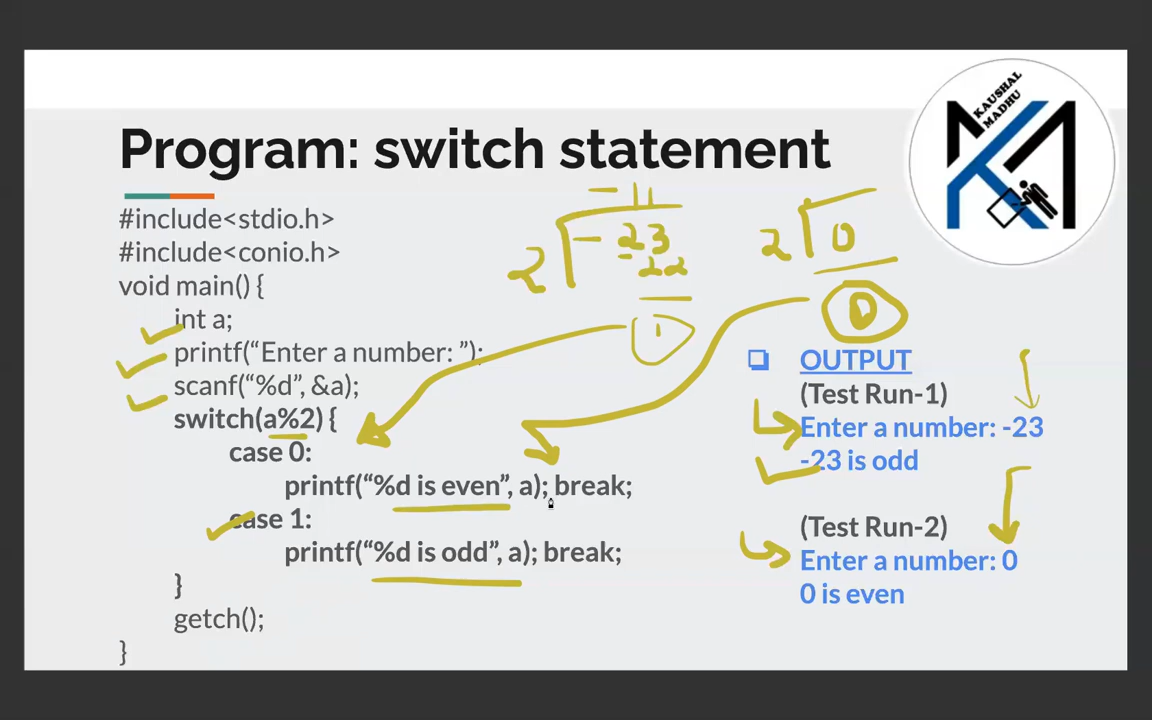 KAUSHAL
MADHU
Program: switch statement
#include<stdio.h>
#include<conio.h>
void main() {
int a;
printf(“Enter a number: ”);
scanf(“%d”, &a);
switch(a%2) {
case 0:
printf(“%d is even”, a); break;
case 1:
printf(“%d is odd”, a); break;
}
getch();
}
-11
2 -23
-22
1
2 0
0
OUTPUT
(Test Run-1)
Enter a number: -23
-23 is odd
(Test Run-2)
Enter a number: 0
0 is even